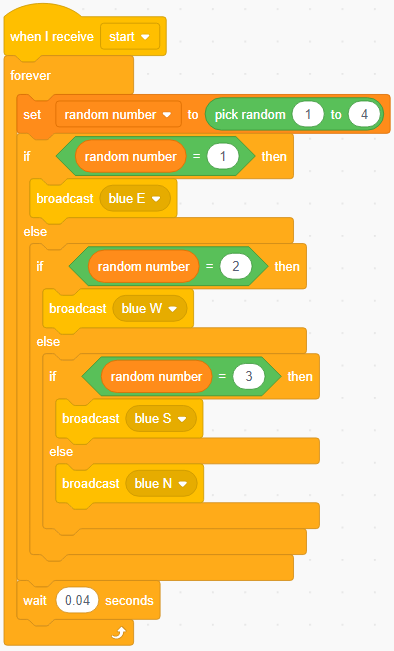 when I receive start
forever
set random number to pick random 1 to 4
if random number = 1 then
broadcast blue E
else
if random number = 2 then
broadcast blue W
else
if random number = 3 then
broadcast blue S
else
broadcast blue N
wait 0.04 seconds